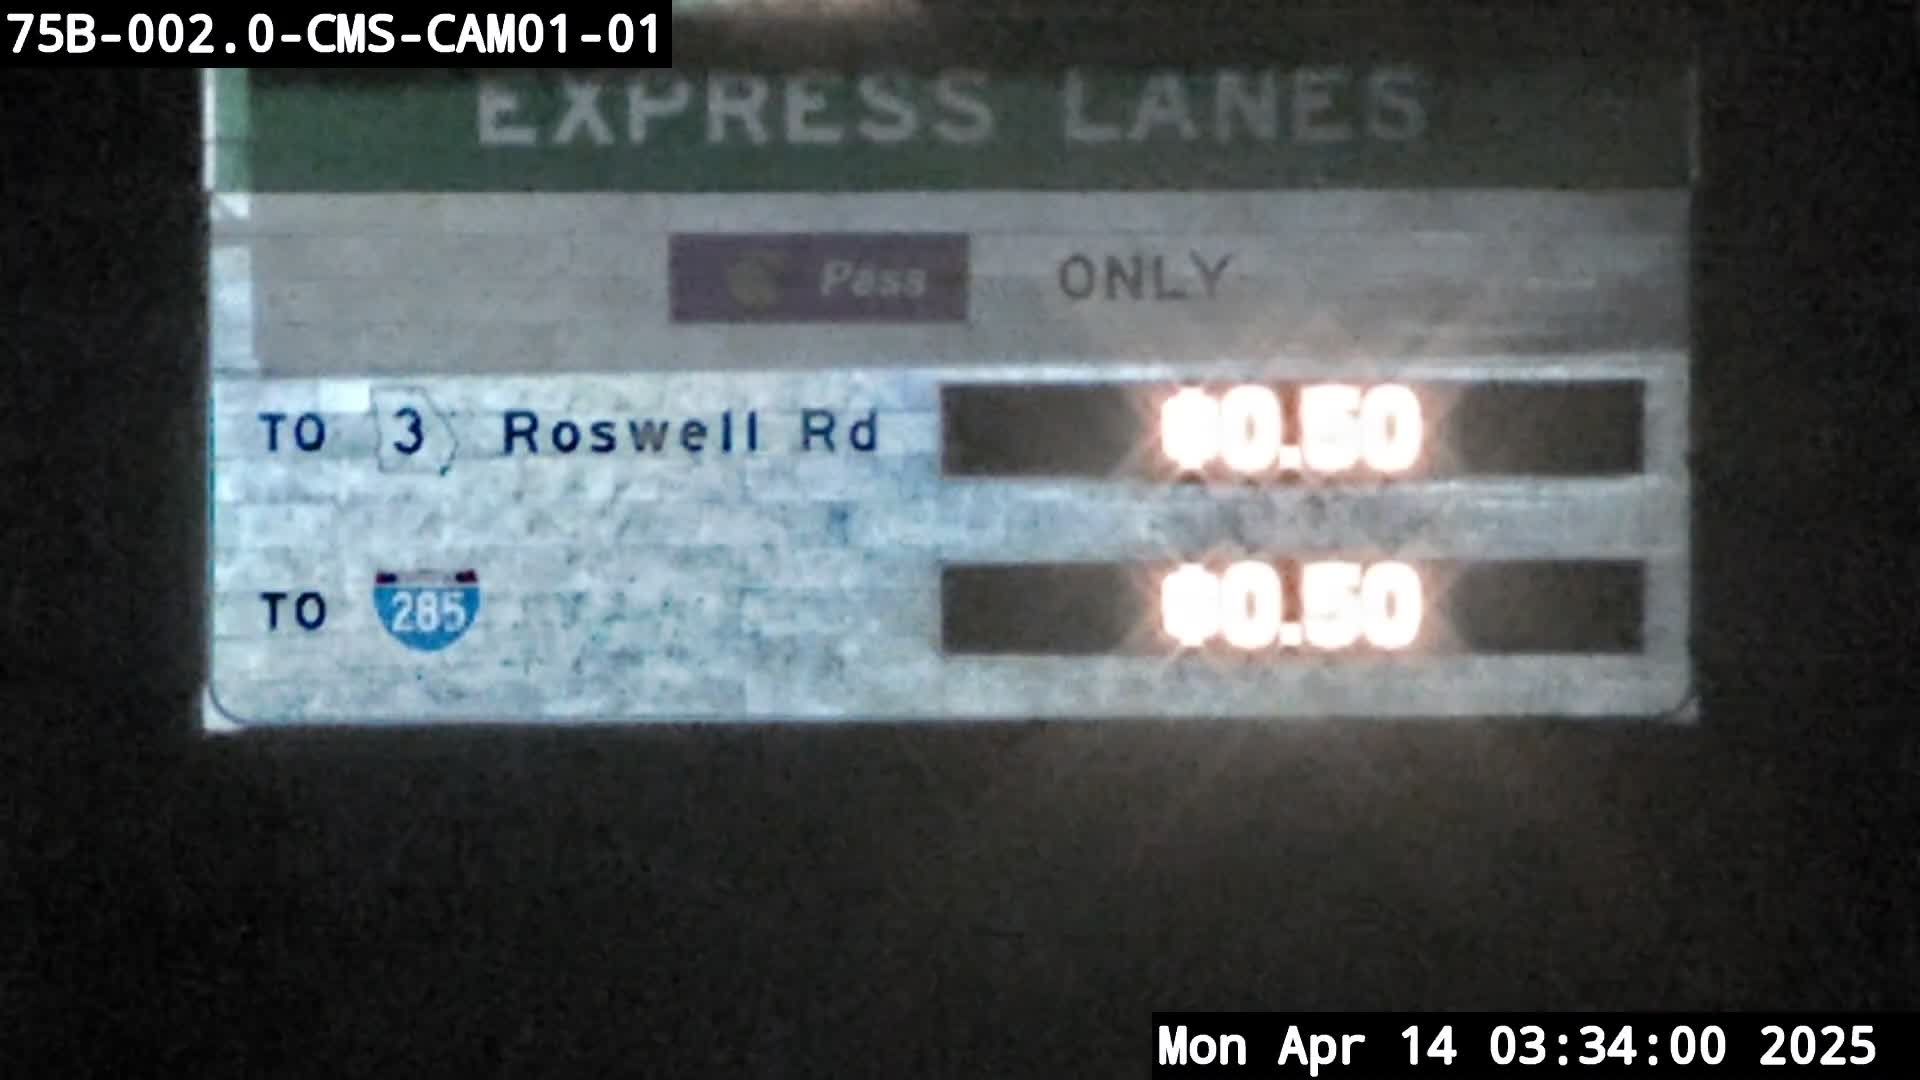 75B-002.0-CMS-CAM01-01
EXPRESS LANES
Pass ONLY
TO 3 Roswell Rd $0.50
TO 285 $0.50
Mon Apr 14 03:34:00 2025